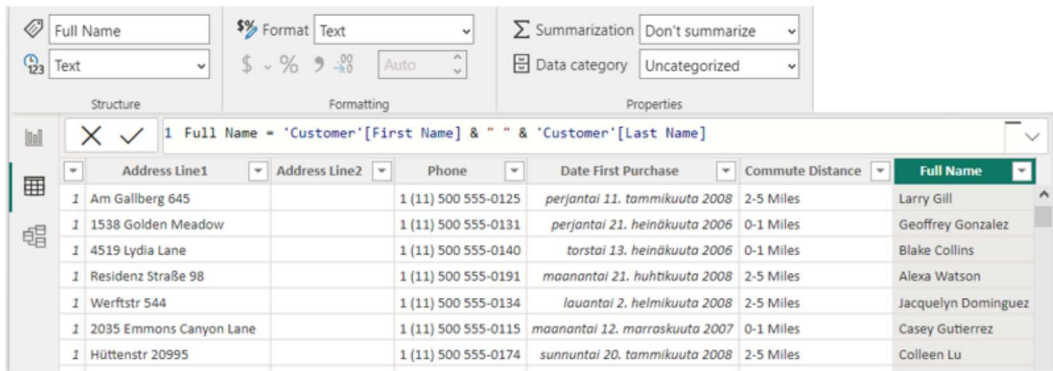 Full Name $% Format Text Σ Summarization Don't summarize
123 Text $ % 9 .00 Auto Data category Uncategorized
Structure Formatting Properties
1 Full Name = 'Customer'[First Name] & " " & 'Customer'[Last Name]
Address Line1 Address Line2 Phone Date First Purchase Commute Distance Full Name
1 Am Gallberg 645 1 (11) 500 555-0125 perjantai 11. tammikuuta 2008 2-5 Miles Larry Gill
1 1538 Golden Meadow 1 (11) 500 555-0131 perjantai 21. heinäkuuta 2006 0-1 Miles Geoffrey Gonzalez
1 4519 Lydia Lane 1 (11) 500 555-0140 torstai 13. heinäkuuta 2006 0-1 Miles Blake Collins
1 Residenz Straße 98 1 (11) 500 555-0191 maanantai 21. huhtikuuta 2008 2-5 Miles Alexa Watson
1 Werftstr 544 1 (11) 500 555-0134 lauantai 2. helmikuuta 2008 2-5 Miles Jacquelyn Dominguez
1 2035 Emmons Canyon Lane 1 (11) 500 555-0115 maanantai 12. marraskuuta 2007 0-1 Miles Casey Gutierrez
1 Hüttenstr 20995 1 (11) 500 555-0174 sunnuntai 20. tammikuuta 2008 2-5 Miles Colleen Lu